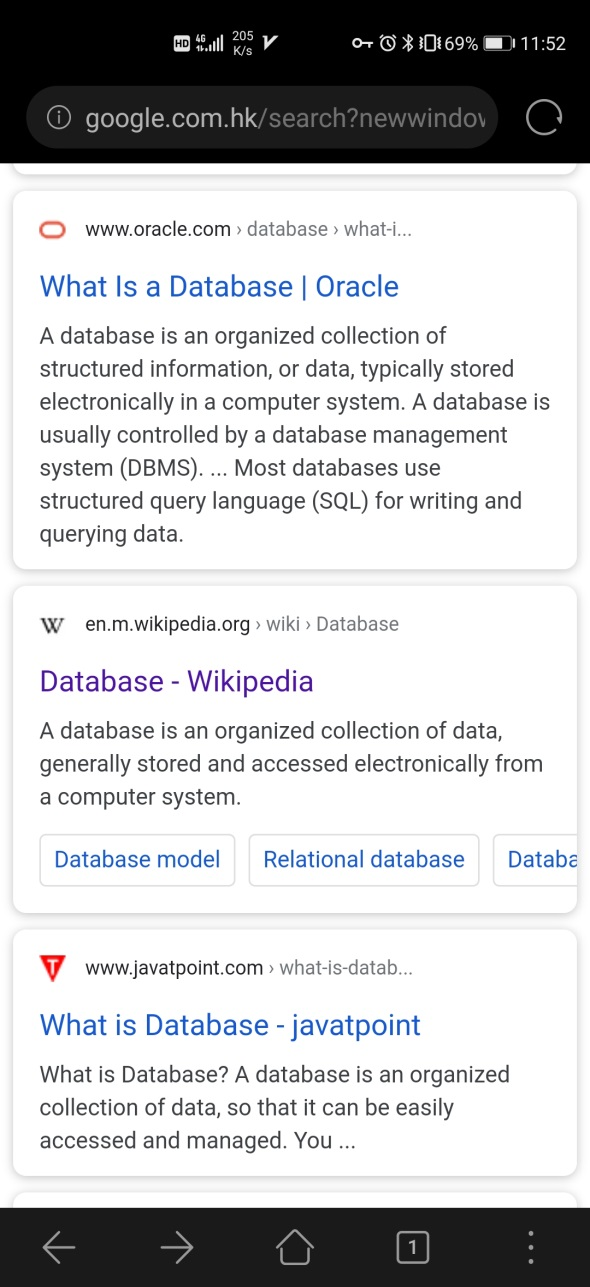 HD 4G 205 K/s 69% 11:52
google.com.hk/search?newwindov
www.oracle.com › database › what-i...
What Is a Database | Oracle
A database is an organized collection of
structured information, or data, typically stored
electronically in a computer system. A database is
usually controlled by a database management
system (DBMS). ... Most databases use
structured query language (SQL) for writing and
querying data.
W en.m.wikipedia.org › wiki › Database
Database - Wikipedia
A database is an organized collection of data,
generally stored and accessed electronically from
a computer system.
Database model Relational database Databa
T www.javatpoint.com › what-is-datab...
What is Database - javatpoint
What is Database? A database is an organized
collection of data, so that it can be easily
accessed and managed. You ...
1